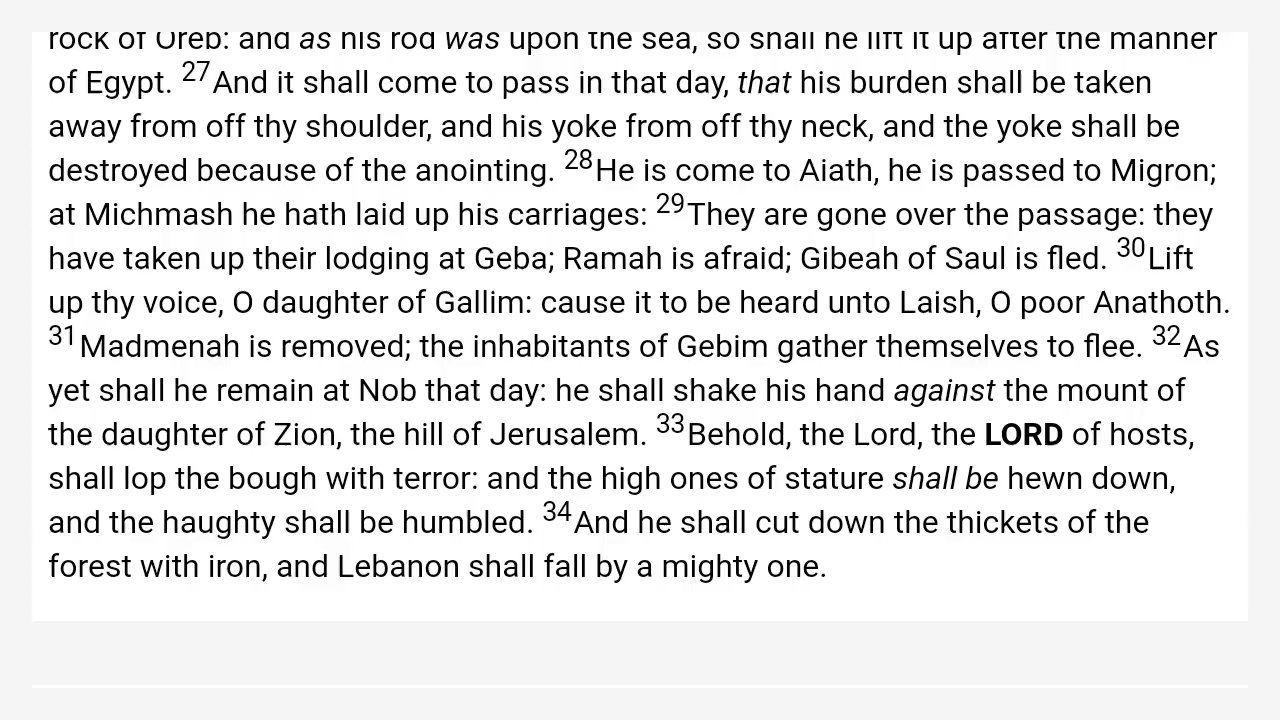 rock of Oreb: and as his rod was upon the sea, so shall he lift it up after the manner
of Egypt. 27And it shall come to pass in that day, that his burden shall be taken
away from off thy shoulder, and his yoke from off thy neck, and the yoke shall be
destroyed because of the anointing. 28He is come to Aiath, he is passed to Migron;
at Michmash he hath laid up his carriages: 29They are gone over the passage: they
have taken up their lodging at Geba; Ramah is afraid; Gibeah of Saul is fled. 30Lift
up thy voice, O daughter of Gallim: cause it to be heard unto Laish, O poor Anathoth.
31Madmenah is removed; the inhabitants of Gebim gather themselves to flee. 32As
yet shall he remain at Nob that day: he shall shake his hand against the mount of
the daughter of Zion, the hill of Jerusalem. 33Behold, the Lord, the LORD of hosts,
shall lop the bough with terror: and the high ones of stature shall be hewn down,
and the haughty shall be humbled. 34And he shall cut down the thickets of the
forest with iron, and Lebanon shall fall by a mighty one.